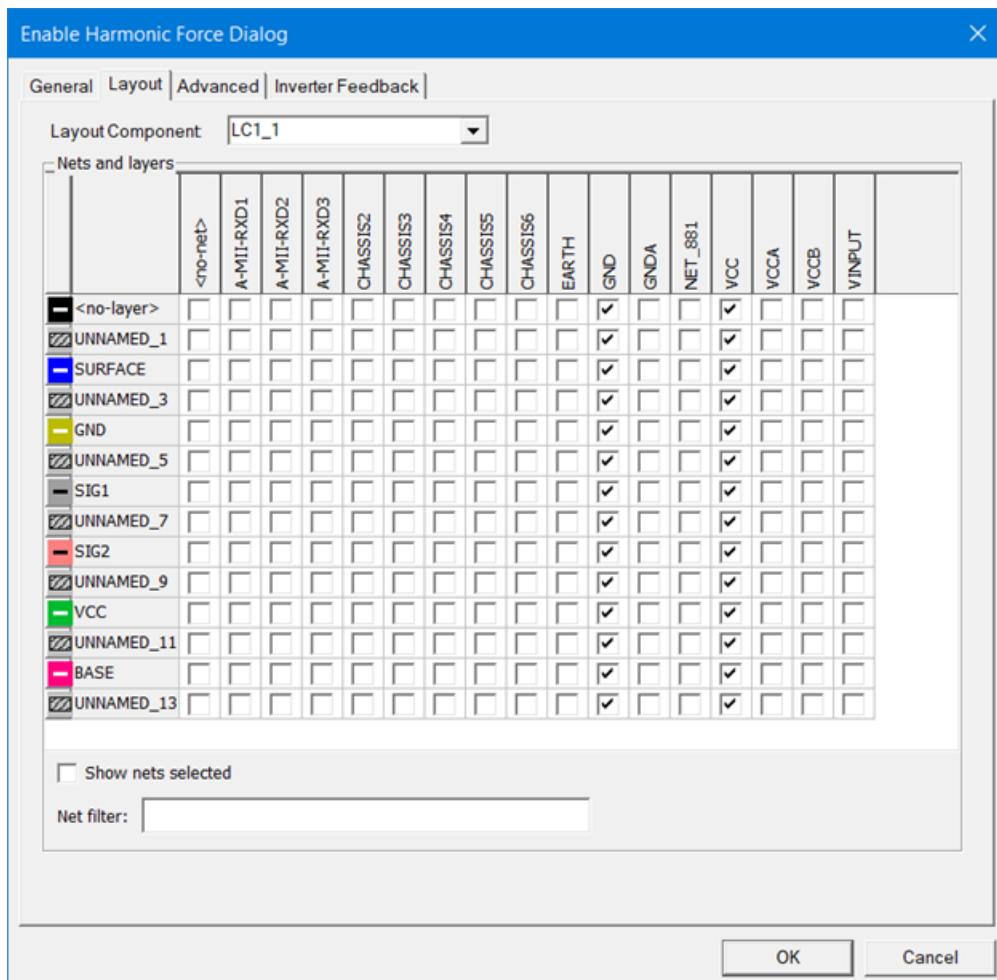 Enable Harmonic Force Dialog
General Layout Advanced Inverter Feedback
Layout Component LC1_1
Nets and layers
<no-net> A-MII-RXD1 A-MII-RXD2 A-MII-RXD3 CHASSIS2 CHASSIS3 CHASSIS4 CHASSIS5 CHASSIS6 EARTH GND GNDA NET_881 VCC VCCA VCCB VINPUT
<no-layer>
UNNAMED_1
SURFACE
UNNAMED_3
GND
UNNAMED_5
SIG1
UNNAMED_7
SIG2
UNNAMED_9
VCC
UNNAMED_11
BASE
UNNAMED_13
Show nets selected
Net filter:
OK Cancel